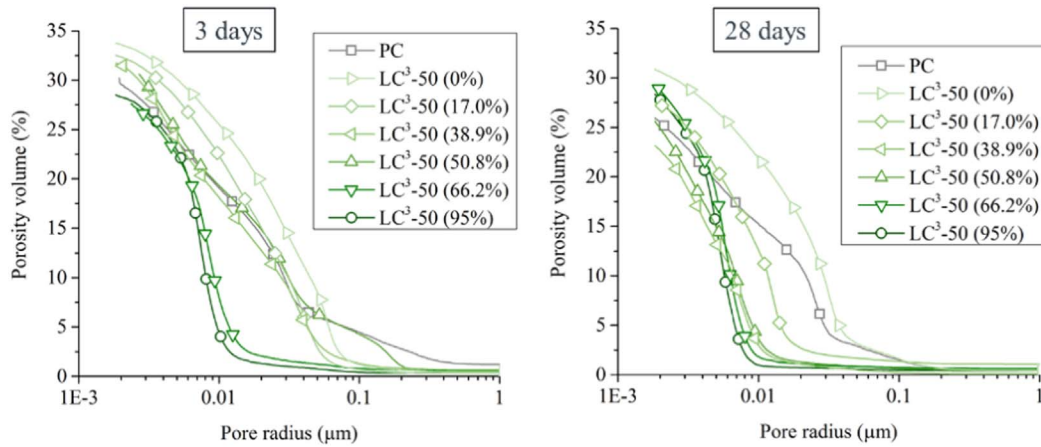 3 days
Porosity volume (%)
35
30
25
20
15
10
5
0
1E-3
0.01
0.1
1
Pore radius (μm)
PC
LC³-50 (0%)
LC³-50 (17.0%)
LC³-50 (38.9%)
LC³-50 (50.8%)
LC³-50 (66.2%)
LC³-50 (95%)
28 days
Porosity volume (%)
35
30
25
20
15
10
5
0
1E-3
0.01
0.1
1
Pore radius (μm)
PC
LC³-50 (0%)
LC³-50 (17.0%)
LC³-50 (38.9%)
LC³-50 (50.8%)
LC³-50 (66.2%)
LC³-50 (95%)